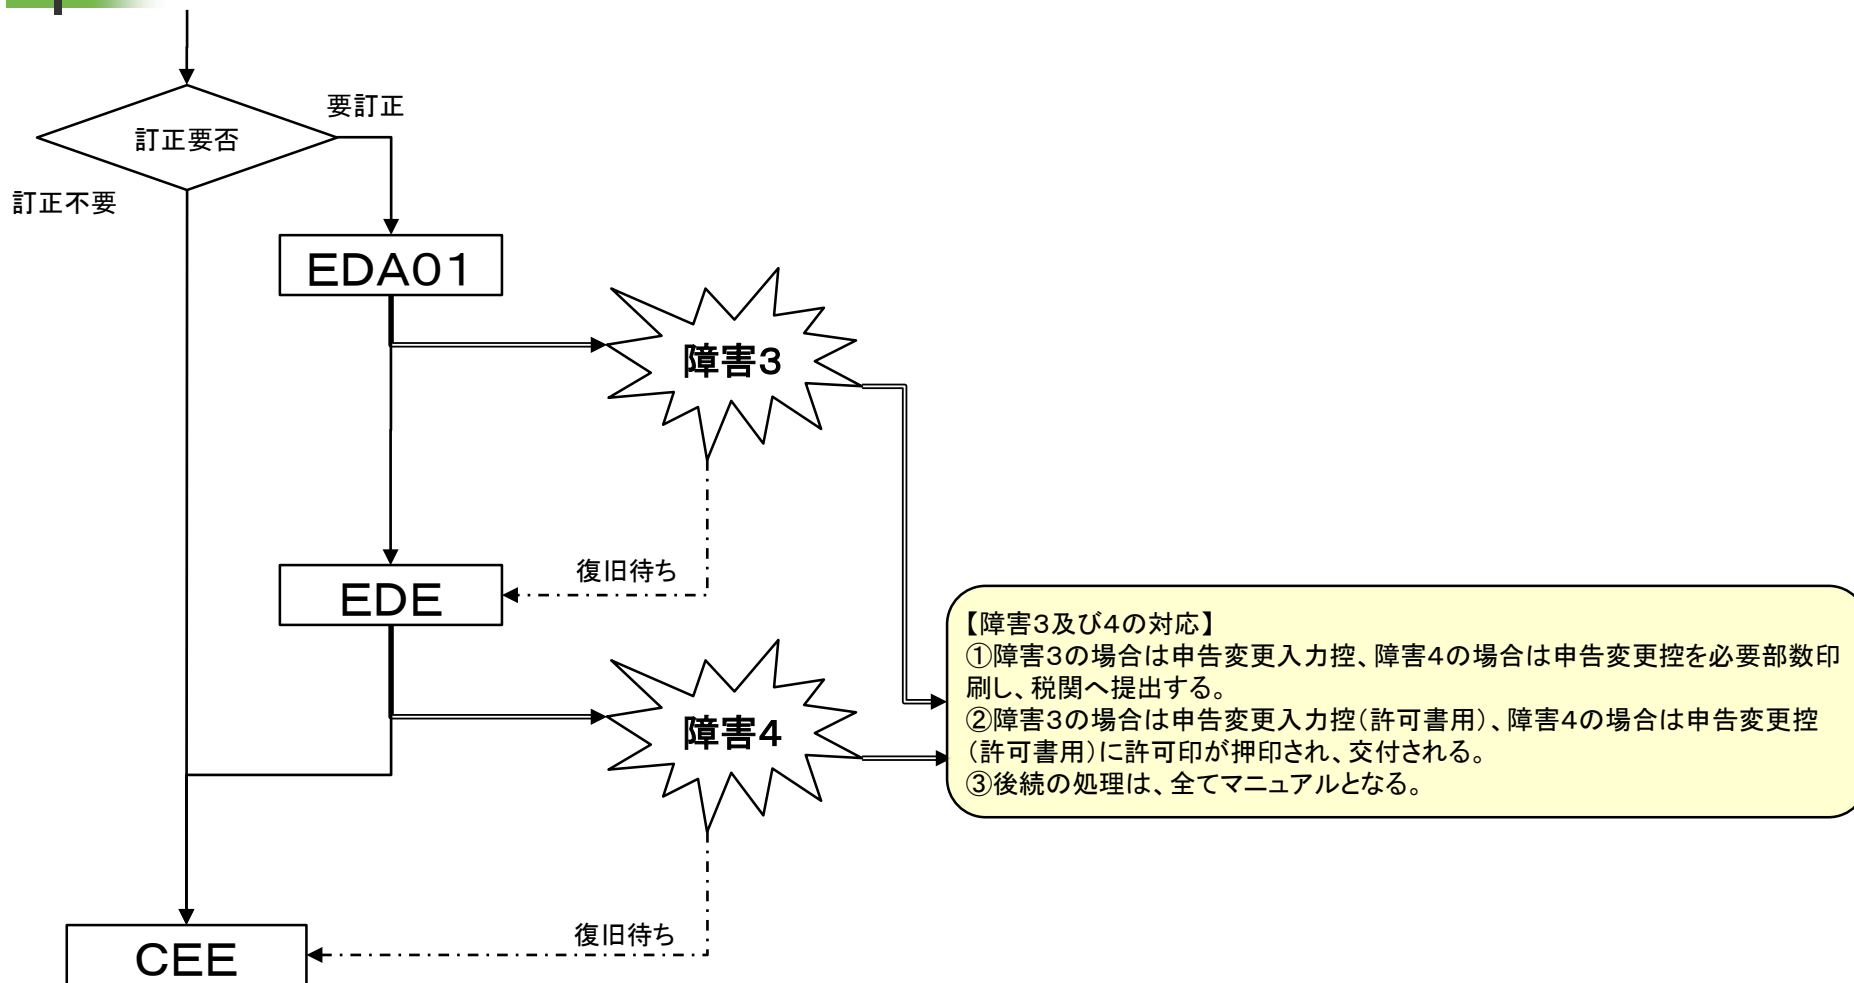 要訂正
訂正要否
訂正不要
EDA01
障害3
復旧待ち
EDE
【障害3及び4の対応】
①障害3の場合は申告変更入力控、障害4の場合は申告変更控を必要部数印
刷し、税関へ提出する。
②障害3の場合は申告変更入力控(許可書用)、障害4の場合は申告変更控
(許可書用)に許可印が押印され、交付される。
③後続の処理は、全てマニュアルとなる。
障害4
復旧待ち
CEE